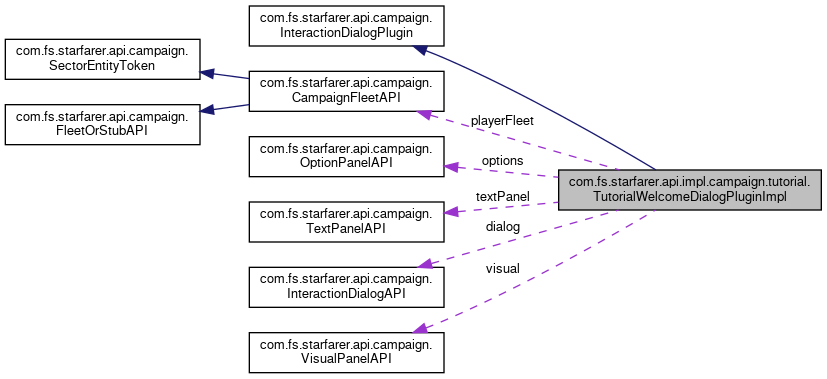 com.fs.starfarer.api.campaign.
InteractionDialogPlugin
com.fs.starfarer.api.campaign.
SectorEntityToken
com.fs.starfarer.api.campaign.
CampaignFleetAPI
com.fs.starfarer.api.campaign.
FleetOrStubAPI
playerFleet
com.fs.starfarer.api.campaign.
OptionPanelAPI
options
com.fs.starfarer.api.impl.campaign.tutorial.
TutorialWelcomeDialogPluginImpl
textPanel
com.fs.starfarer.api.campaign.
TextPanelAPI
dialog
com.fs.starfarer.api.campaign.
InteractionDialogAPI
visual
com.fs.starfarer.api.campaign.
VisualPanelAPI